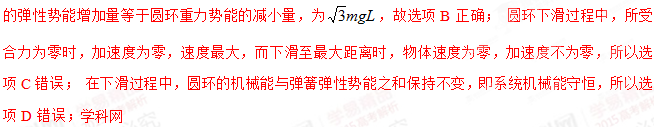 的弹性势能增加量等于圆环重力势能的减小量，为√3mgL，故选项 B 正确； 圆环下滑过程中，所受
合力为零时，加速度为零，速度最大，而下滑至最大距离时，物体速度为零，加速度不为零，所以选
项 C 错误； 在下滑过程中，圆环的机械能与弹簧弹性势能之和保持不变，即系统机械能守恒，所以选
项 D 错误；学科网